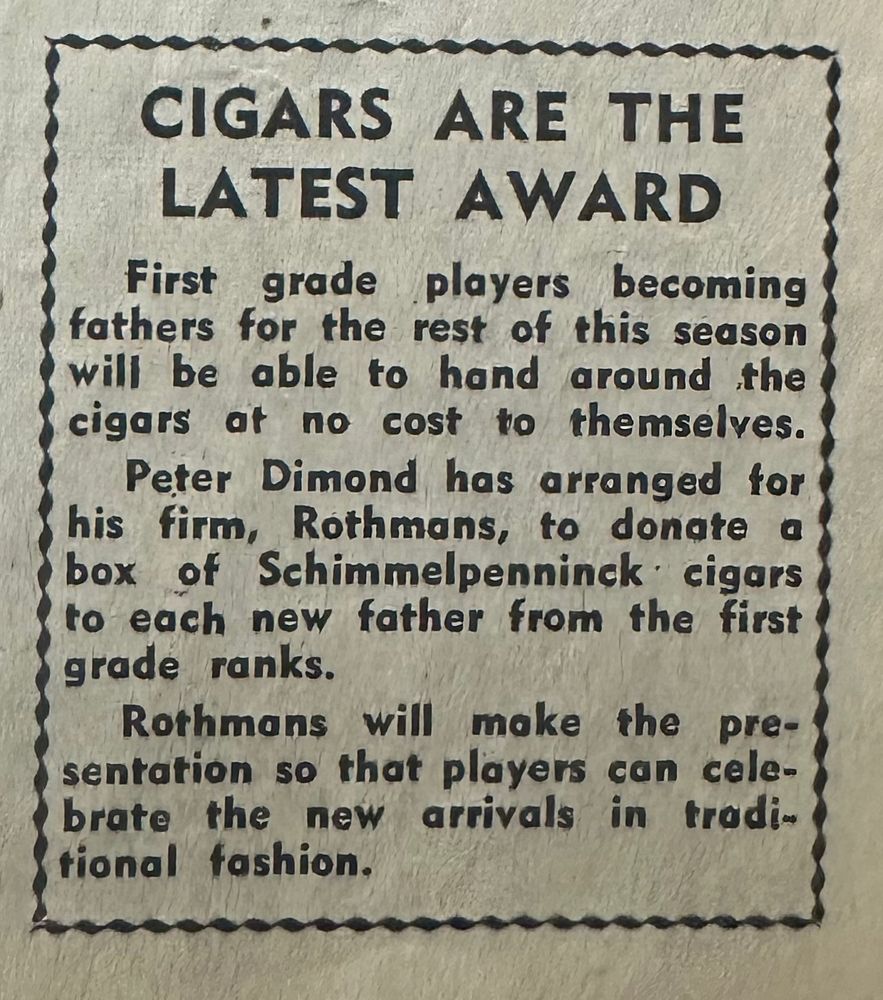 CIGARS ARE THE
LATEST AWARD
First grade players becoming
fathers for the rest of this season
will be able to hand around the
cigars at no cost to themselves.
Peter Dimond has arranged for
his firm, Rothmans, to donate a
box of Schimmelpenninck cigars
to each new father from the first
grade ranks.
Rothmans will make the pre-
sentation so that players can cele-
brate the new arrivals in tradi-
tional fashion.